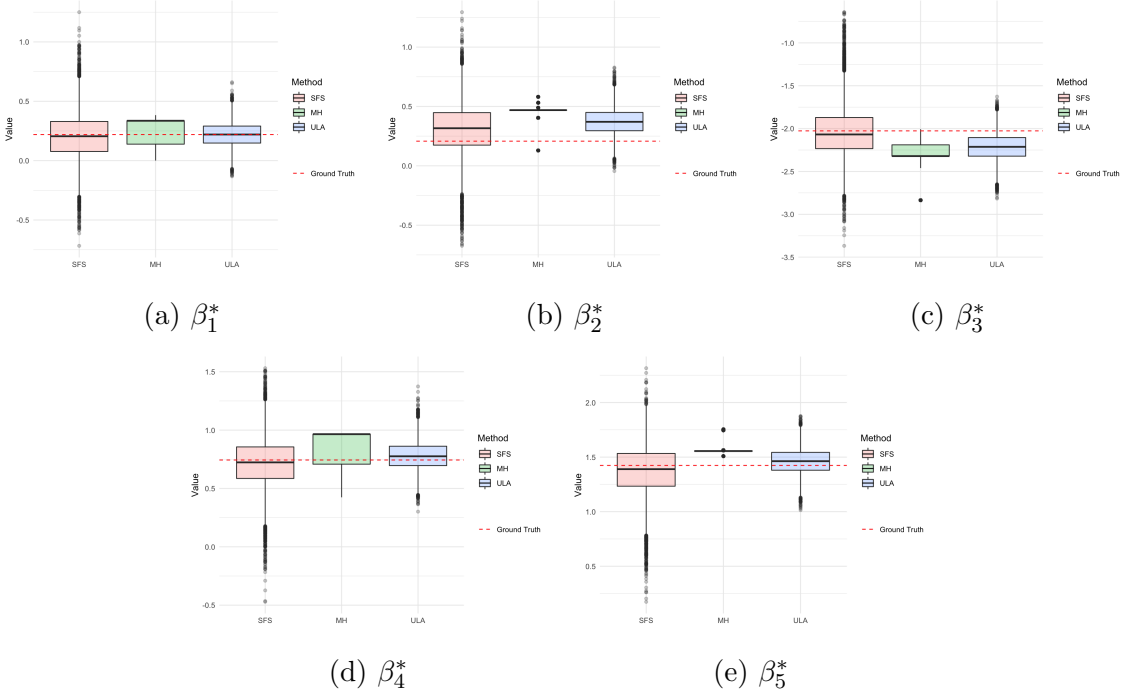 1.0
0.5
0.0
0.5
Value
SFS
MH
ULA
Method
SFS
MH
ULA
Ground Truth
(a) β₁*
1.0
0.5
0.0
-0.5
Value
SFS
MH
ULA
Method
SFS
MH
ULA
Ground Truth
(b) β₂*
-1.0
-1.5
-2.0
-2.5
-3.0
-3.5
Value
SFS
MH
ULA
Method
SFS
MH
ULA
Ground Truth
(c) β₃*
1.5
1.0
0.5
0.0
-0.5
Value
SFS
MH
ULA
Method
SFS
MH
ULA
Ground Truth
(d) β₄*
2.0
1.5
1.0
0.5
Value
SFS
MH
ULA
Method
SFS
MH
ULA
Ground Truth
(e) β₅*